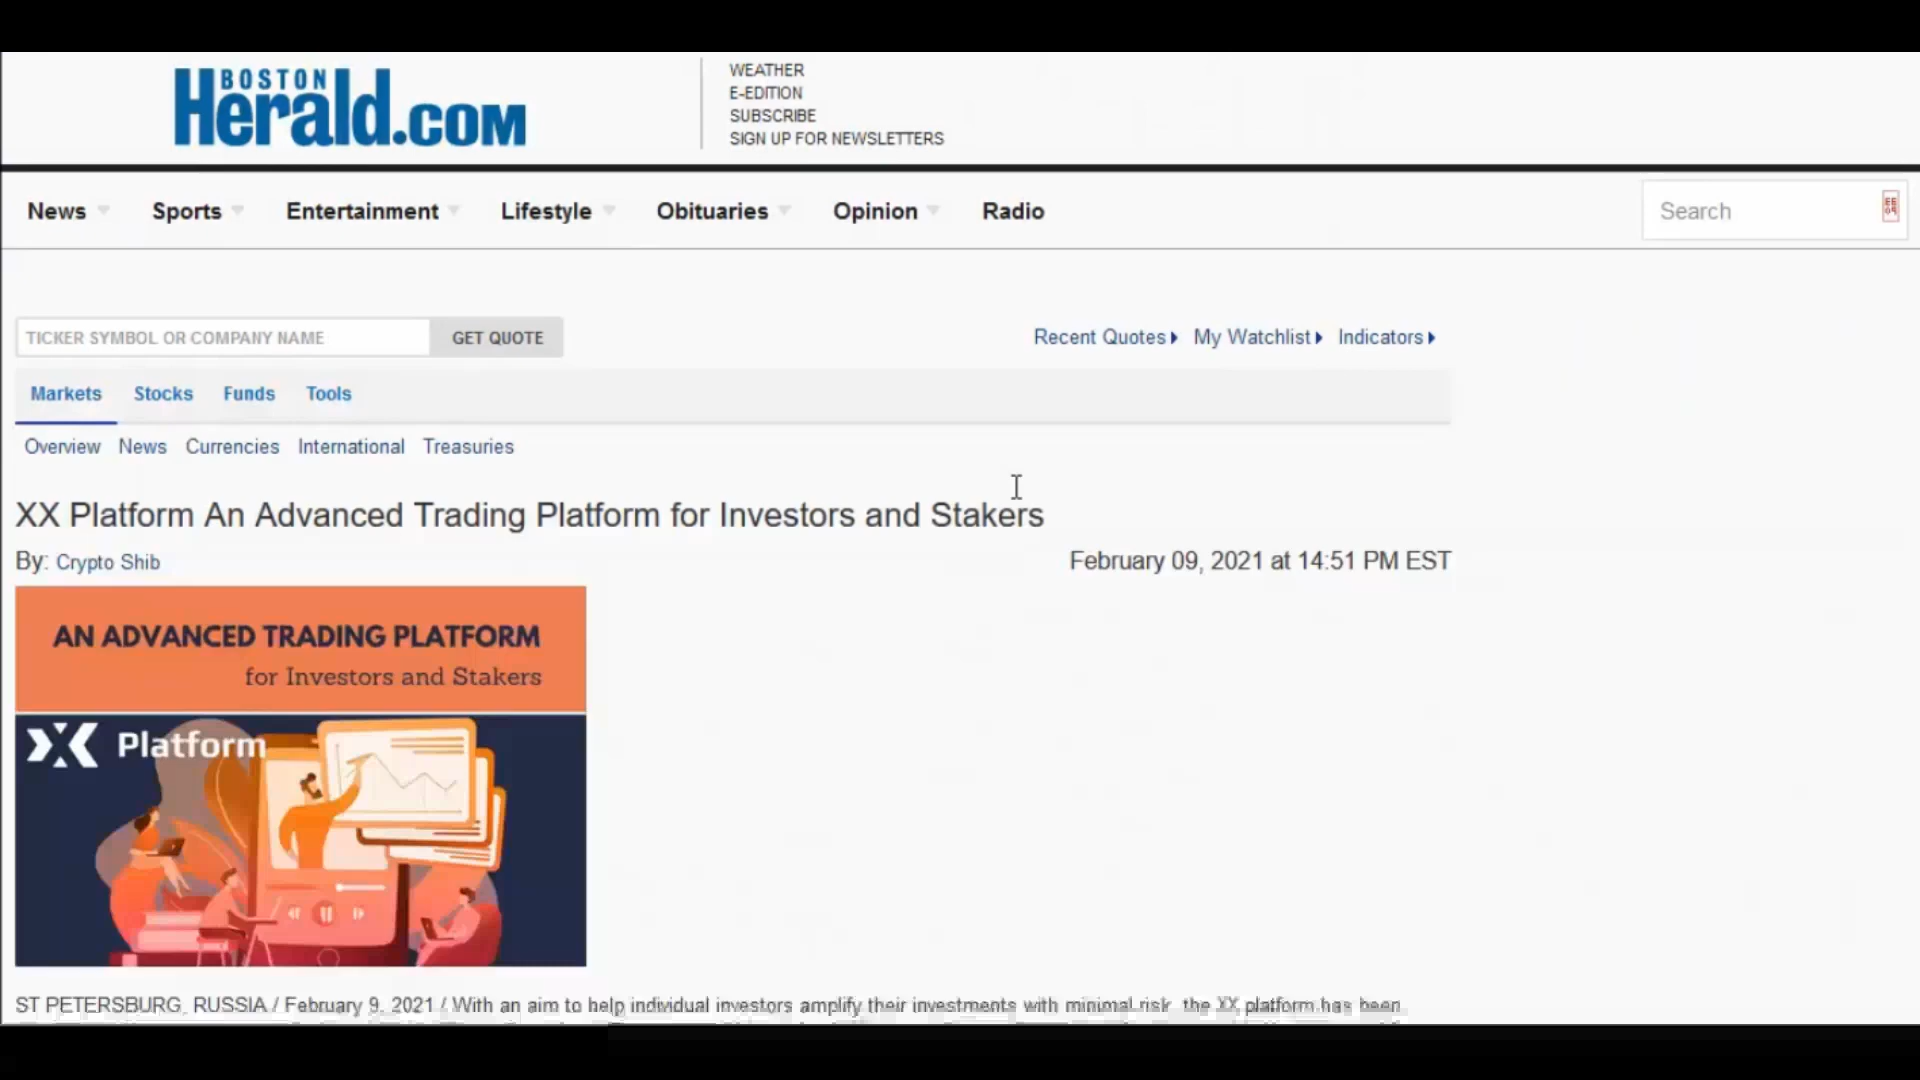 BOSTON
Herald.com
WEATHER
E-EDITION
SUBSCRIBE
SIGN UP FOR NEWSLETTERS
News Sports Entertainment Lifestyle Obituaries Opinion Radio Search
TICKER SYMBOL OR COMPANY NAME GET QUOTE Recent Quotes My Watchlist Indicators
Markets Stocks Funds Tools
Overview News Currencies International Treasuries
XX Platform An Advanced Trading Platform for Investors and Stakers
By: Crypto Shib February 09, 2021 at 14:51 PM EST
AN ADVANCED TRADING PLATFORM
for Investors and Stakers
XX Platform
ST PETERSBURG, RUSSIA / February 9, 2021 / With an aim to help individual investors amplify their investments with minimal risk, the XX platform has been